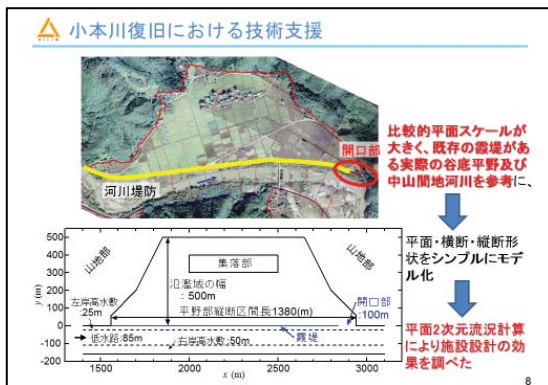 NILIM
小本川復旧における技術支援
開口部
河川堤防
比較的平面スケールが
大きく、既存の霞堤があ
る実際の谷底平野及び
中山間地河川を参考に、
平面・横断・縦断形
状をシンプルにモデ
ル化
平面2次元流況計算
により施設設計の効
果を調べた
500
400
300
200
100
0
-100
-200
y (m)
山地部
山地部
集落部
氾濫域の幅
:500m
左岸高水敷
:25m
平野部縦断区間長1380(m)
開口部
:100m
霞堤
低水路:85m
右岸高水敷:50m
1500
2000
2500
3000
x (m)
8